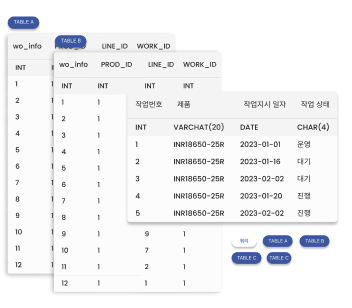 TABLE A
TABLE B
wo_info LINE_ID WORK_ID
wo_info PROD_ID LINE_ID WORK_ID
INT
INT INT INT INT
1
2
3
4
5
6
7
8
9
10
11
12
1 1
2 1
3 1
4 1
5 1
6 1
7 1
8 1
9 1 9 1
10 1 7 1
11 1 2 1
12 1 1 1
작업번호 제품 작업지시 일자 작업 상태
INT VARCHAT(20) DATE CHAR(4)
1 INR18650-25R 2023-01-01 운영
2 INR18650-25R 2023-01-16 대기
3 INR18650-25R 2023-02-02 대기
4 INR18650-25R 2023-01-20 진행
5 INR18650-25R 2023-02-02 진행
쿼리 TABLE A TABLE B
TABLE C TABLE C